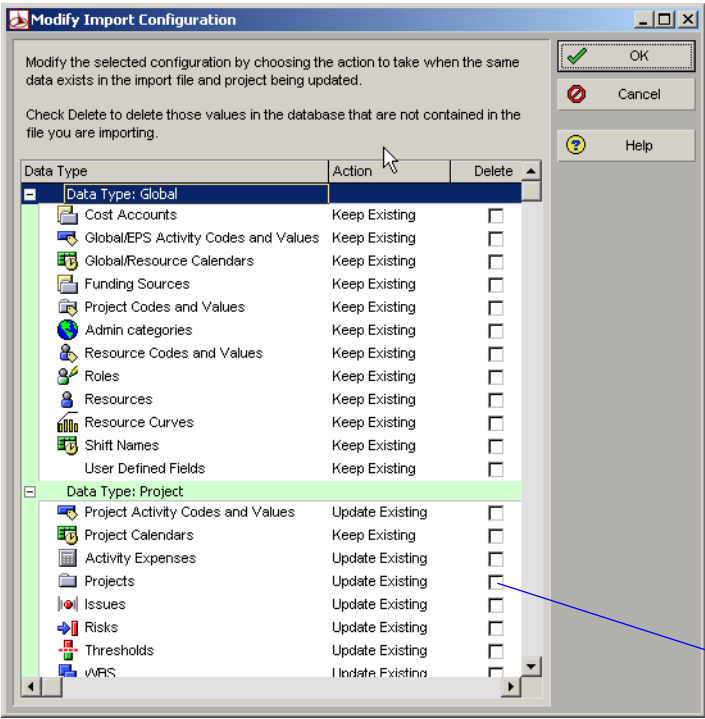 Modify Import Configuration
Modify the selected configuration by choosing the action to take when the same
data exists in the import file and project being updated.
Check Delete to delete those values in the database that are not contained in the
file you are importing.
OK
Cancel
Help
Data Type Action Delete
Data Type: Global
Cost Accounts Keep Existing
Global/EPS Activity Codes and Values Keep Existing
Global/Resource Calendars Keep Existing
Funding Sources Keep Existing
Project Codes and Values Keep Existing
Admin categories Keep Existing
Resource Codes and Values Keep Existing
Roles Keep Existing
Resources Keep Existing
Resource Curves Keep Existing
Shift Names Keep Existing
User Defined Fields Keep Existing
Data Type: Project
Project Activity Codes and Values Update Existing
Project Calendars Keep Existing
Activity Expenses Update Existing
Projects Update Existing
Issues Update Existing
Risks Update Existing
Thresholds Update Existing
WBS Update Existing